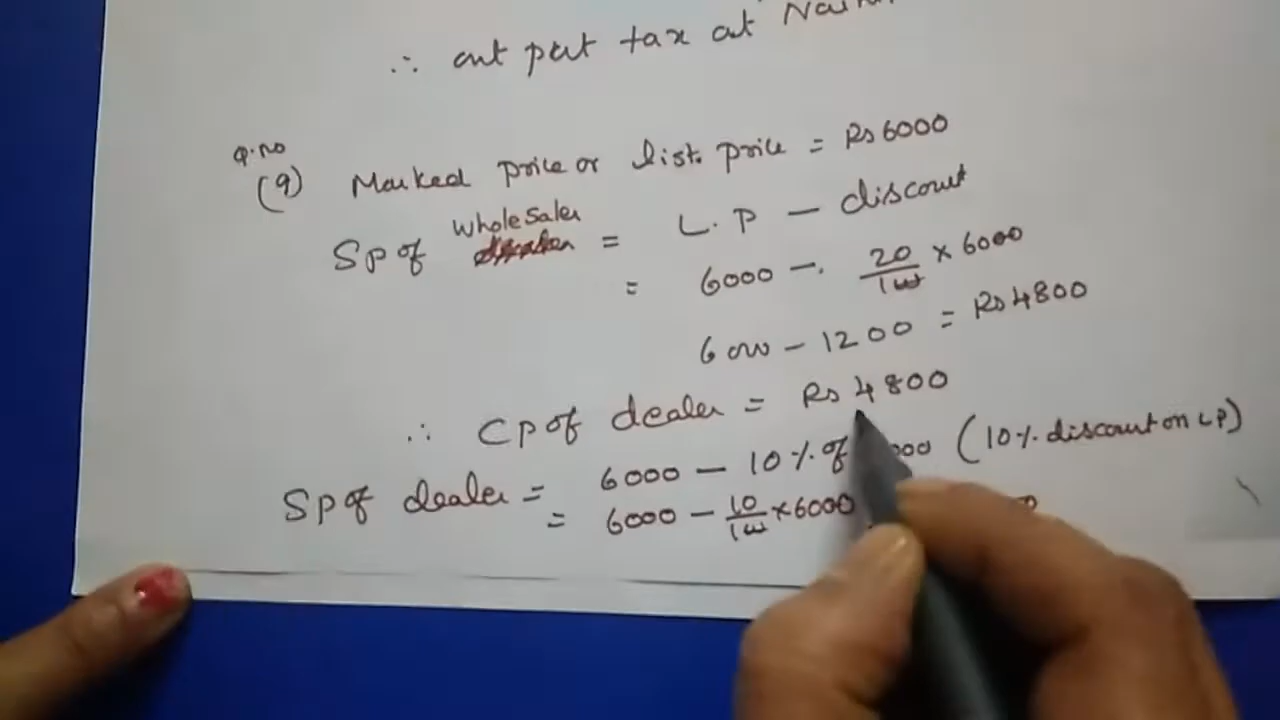 ∴ out put tax at
Q.no
(9) Marked price or list. price = Rs 6000
Sp of wholesaler = L.P - discount
= 6000 - 20/100 × 6000
6000 - 1200 = Rs 4800
∴ Cp of dealer = Rs 4800
Sp of dealer = 6000 - 10% of 000 (10% discount on LP)
= 6000 - 10/100 × 6000